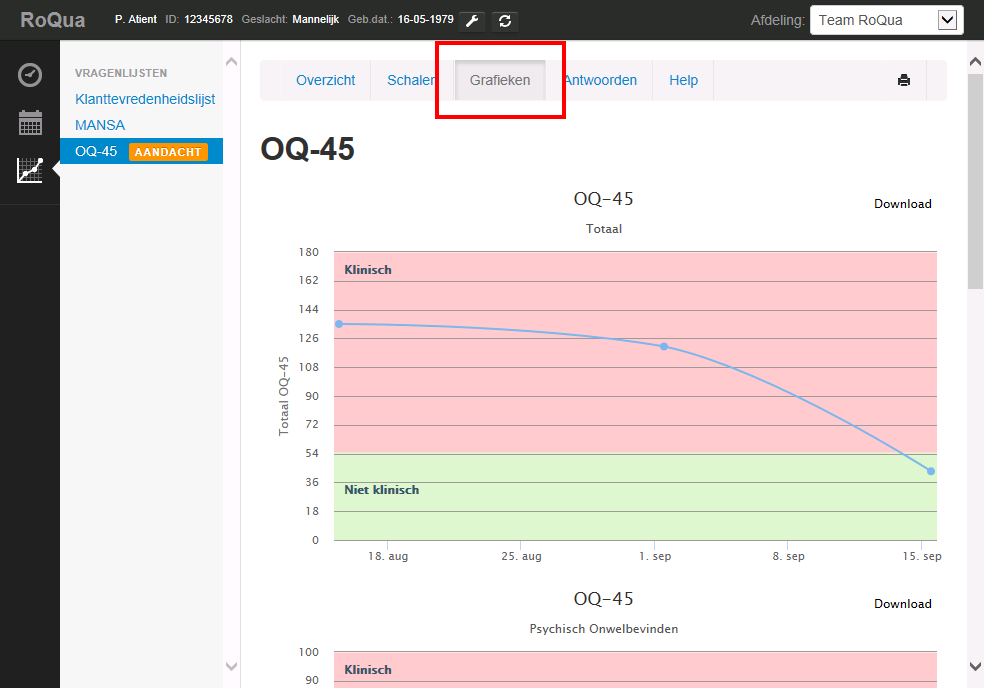 RoQua P. Atient ID: 12345678 Geslacht: Mannelijk Geb.dat.: 16-05-1979 Afdeling: Team RoQua
VRAGENLIJSTEN
Klanttevredenheidslijst
MANSA
OQ-45 AANDACHT
Overzicht Schalen Grafieken Antwoorden Help
OQ-45
OQ-45
Download
Totaal
Totaal OQ-45
180
162
144
126
108
90
72
54
36
18
0
Klinisch
Niet klinisch
18. aug 25. aug 1. sep 8. sep 15. sep
OQ-45
Download
Psychisch Onwelbevinden
100
90
Klinisch